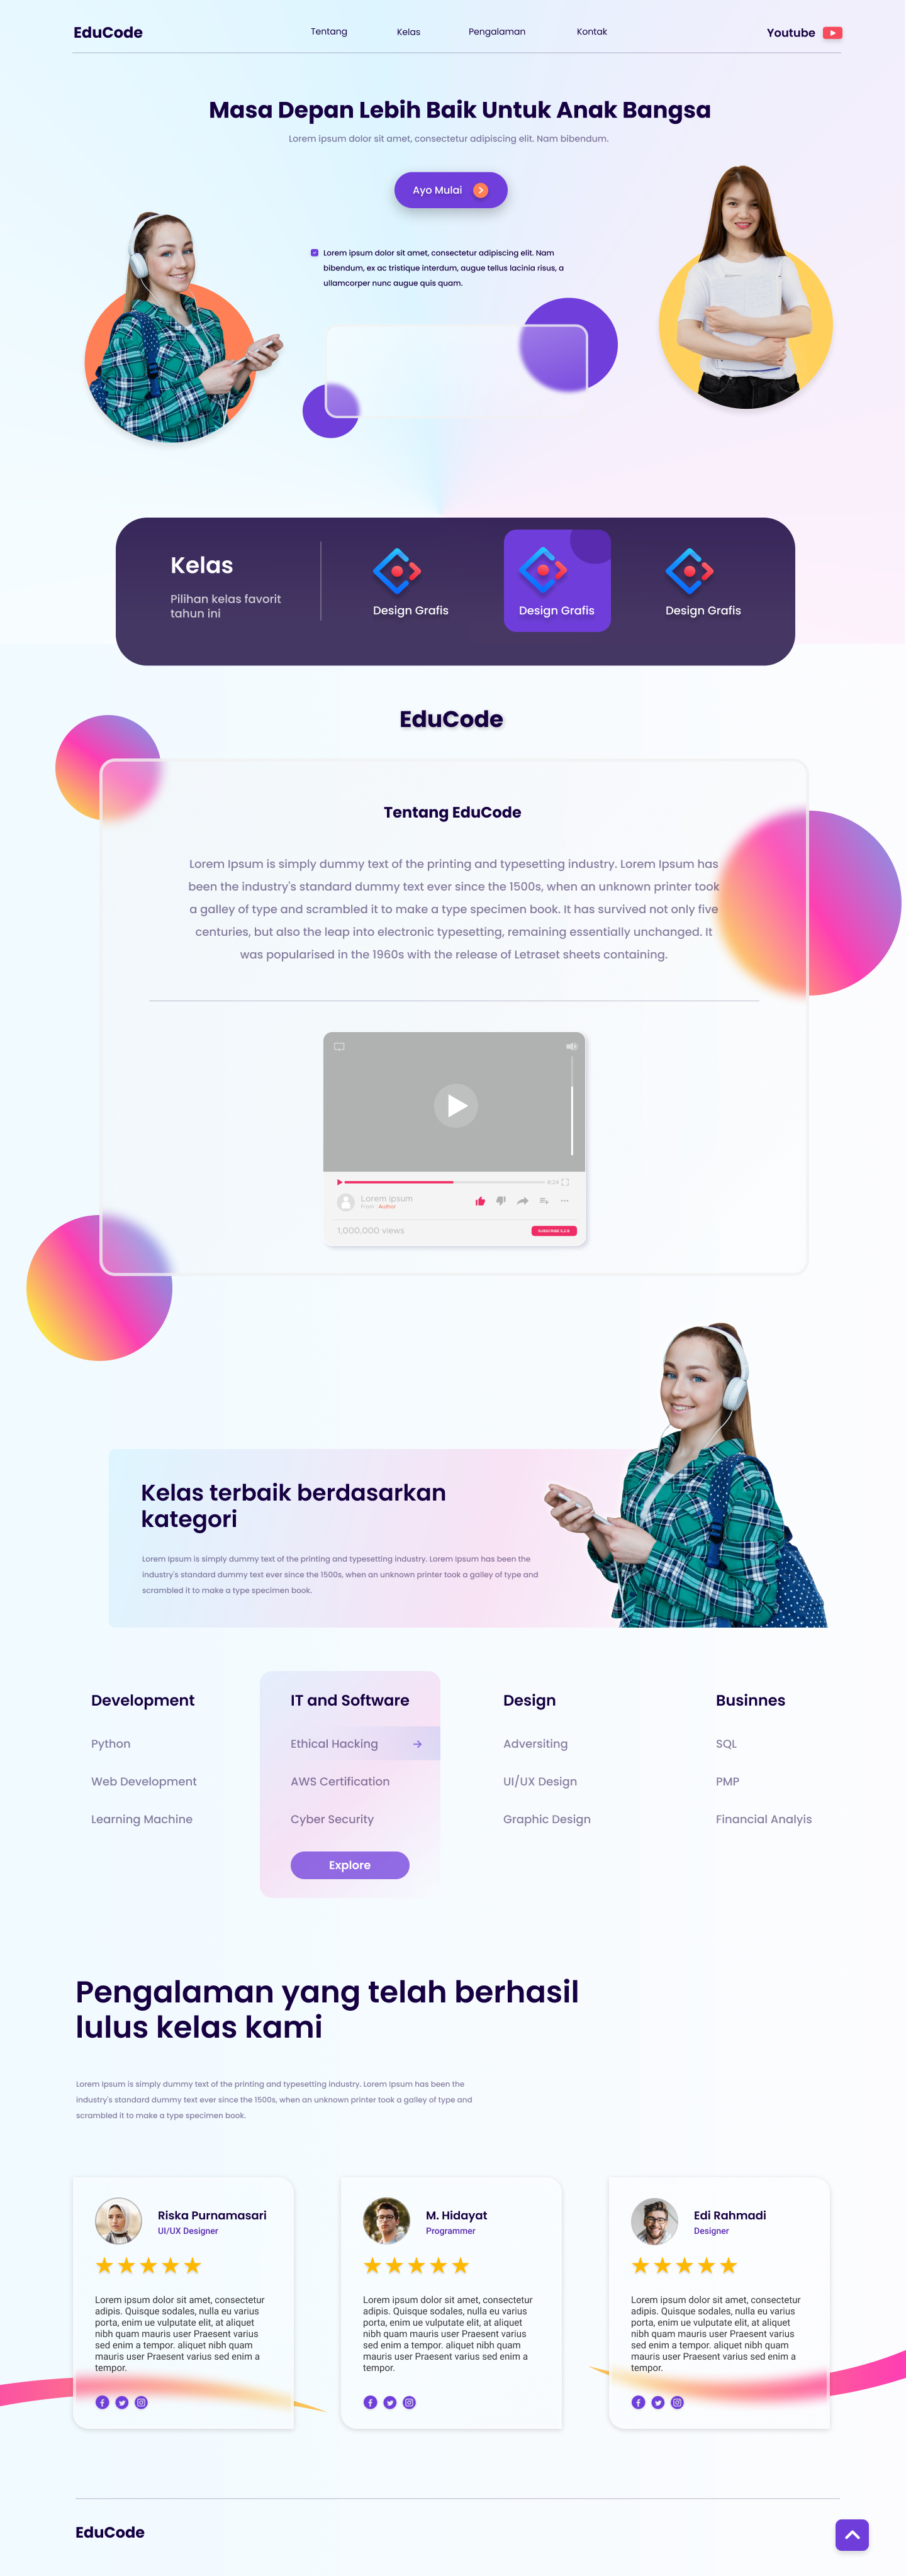 EduCode
Tentang
Kelas
Pengalaman
Kontak
Youtube
Masa Depan Lebih Baik Untuk Anak Bangsa
Lorem ipsum dolor sit amet, consectetur adipiscing elit. Nam bibendum.
Ayo Mulai
Lorem ipsum dolor sit amet, consectetur adipiscing elit. Nam
bibendum, ex ac tristique interdum, augue tellus lacinia risus, a
ullamcorper nunc augue quis quam.
Kelas
Pilihan kelas favorit
tahun ini
Design Grafis
Design Grafis
Design Grafis
EduCode
Tentang EduCode
Lorem Ipsum is simply dummy text of the printing and typesetting industry. Lorem Ipsum has
been the industry's standard dummy text ever since the 1500s, when an unknown printer took
a galley of type and scrambled it to make a type specimen book. It has survived not only five
centuries, but also the leap into electronic typesetting, remaining essentially unchanged. It
was popularised in the 1960s with the release of Letraset sheets containing.
8:24
Lorem Ipsum
From : Author
1,000,000 views
Kelas terbaik berdasarkan
kategori
Lorem Ipsum is simply dummy text of the printing and typesetting industry. Lorem Ipsum has been the
industry's standard dummy text ever since the 1500s, when an unknown printer took a galley of type and
scrambled it to make a type specimen book.
Development
Python
Web Development
Learning Machine
IT and Software
Ethical Hacking
AWS Certification
Cyber Security
Explore
Design
Adversiting
UI/UX Design
Graphic Design
Businnes
SQL
PMP
Financial Analyis
Pengalaman yang telah berhasil
lulus kelas kami
Lorem Ipsum is simply dummy text of the printing and typesetting industry. Lorem Ipsum has been the
industry's standard dummy text ever since the 1500s, when an unknown printer took a galley of type and
scrambled it to make a type specimen book.
Riska Purnamasari
UI/UX Designer
Lorem ipsum dolor sit amet, consectetur
adipis. Quisque sodales, nulla eu varius
porta, enim ue vulputate elit, at aliquet
nibh quam mauris user Praesent varius
sed enim a tempor. aliquet nibh quam
mauris user Praesent varius sed enim a
tempor.
M. Hidayat
Programmer
Lorem ipsum dolor sit amet, consectetur
adipis. Quisque sodales, nulla eu varius
porta, enim ue vulputate elit, at aliquet
nibh quam mauris user Praesent varius
sed enim a tempor. aliquet nibh quam
mauris user Praesent varius sed enim a
tempor.
Edi Rahmadi
Designer
Lorem ipsum dolor sit amet, consectetur
adipis. Quisque sodales, nulla eu varius
porta, enim ue vulputate elit, at aliquet
nibh quam mauris user Praesent varius
sed enim a tempor. aliquet nibh quam
mauris user Praesent varius sed enim a
tempor.
EduCode